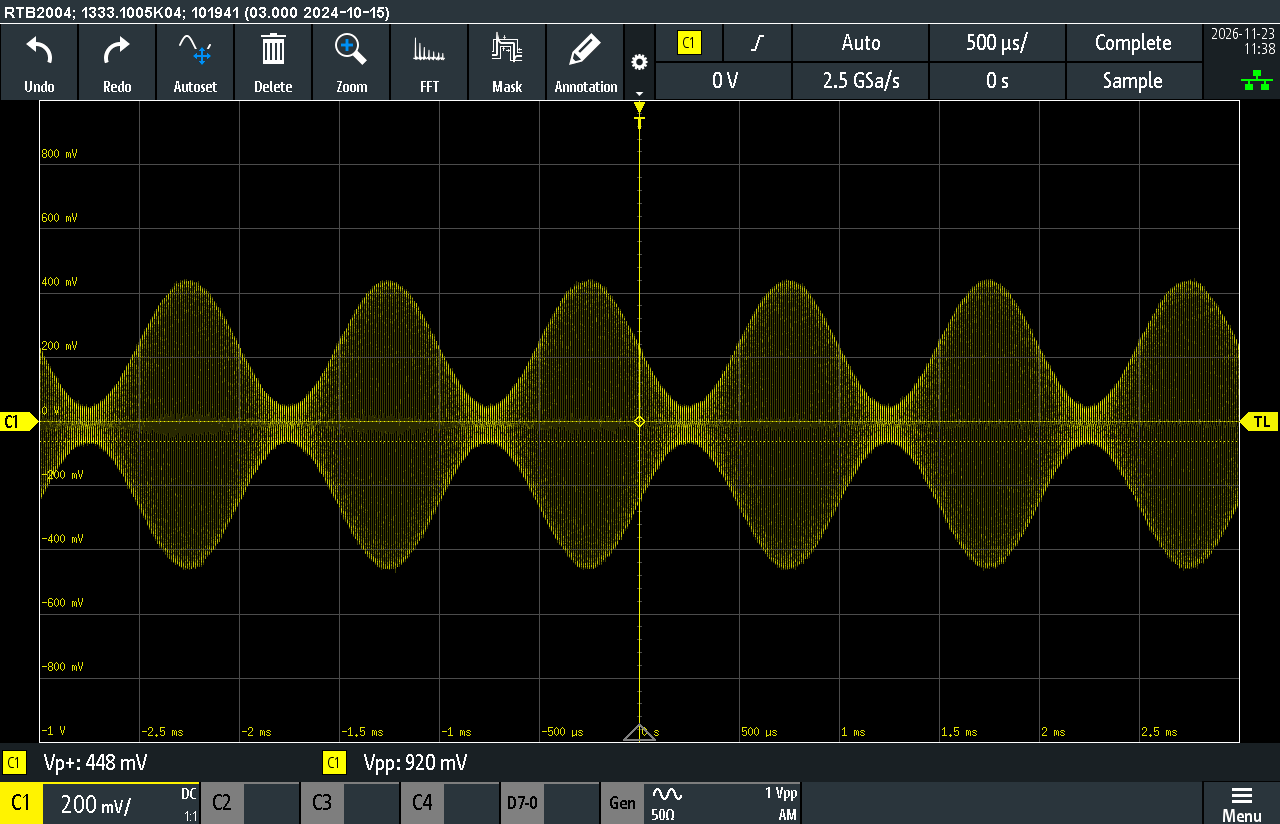 RTB2004; 1333.1005K04; 101941 (03.000 2024-10-15)
Undo
Redo
Autoset
Delete
Zoom
FFT
Mask
Annotation
C1
Auto
500 µs/
Complete
0 V
2.5 GSa/s
0 s
Sample
2026-11-23
11:38
T
800 mV
600 mV
400 mV
200 mV
0 V
-200 mV
-400 mV
-600 mV
-800 mV
-1 V
C1
TL
-2.5 ms
-2 ms
-1.5 ms
-1 ms
-500 µs
0 s
500 µs
1 ms
1.5 ms
2 ms
2.5 ms
C1 Vp+: 448 mV
C1 Vpp: 920 mV
C1
200 mV/
DC
1:1
C2
C3
C4
D7-0
Gen
50Ω
1 Vpp
AM
Menu